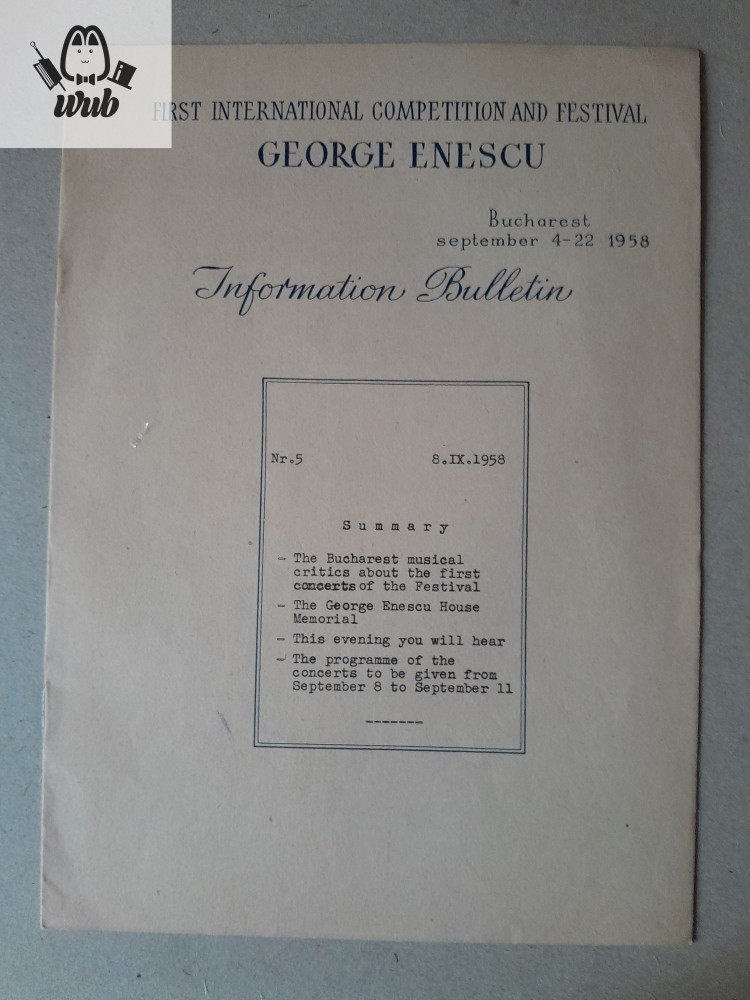 wub
FIRST INTERNATIONAL COMPETITION AND FESTIVAL
GEORGE ENESCU
Bucharest
september 4-22 1958
Information Bulletin
Nr.5 8.IX.1958
Summary
- The Bucharest musical
critics about the first
concerts of the Festival
- The George Enescu House
Memorial
- This evening you will hear
- The programme of the
concerts to be given from
September 8 to September 11
-------